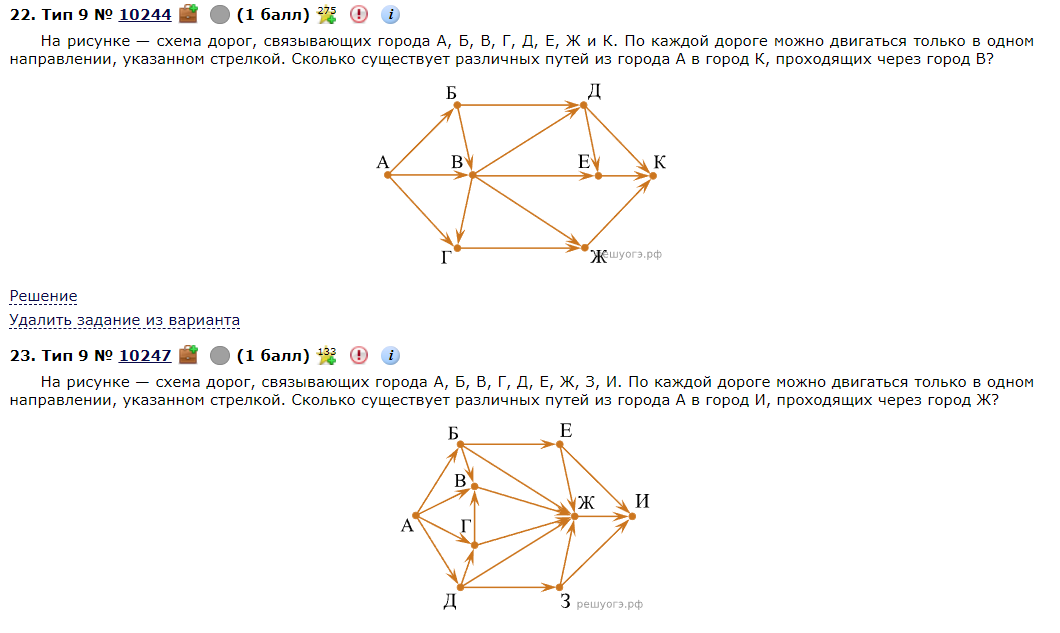 22. Тип 9 № 10244 (1 балл) 275
На рисунке — схема дорог, связывающих города А, Б, В, Г, Д, Е, Ж и К. По каждой дороге можно двигаться только в одном
направлении, указанном стрелкой. Сколько существует различных путей из города А в город К, проходящих через город В?
Б Д
А В Е К
Г Ж
решуогэ.рф
Решение
Удалить задание из варианта
23. Тип 9 № 10247 (1 балл) 133
На рисунке — схема дорог, связывающих города А, Б, В, Г, Д, Е, Ж, З, И. По каждой дороге можно двигаться только в одном
направлении, указанном стрелкой. Сколько существует различных путей из города А в город И, проходящих через город Ж?
Б Е
В
Ж И
А Г
Д З решуогэ.рф